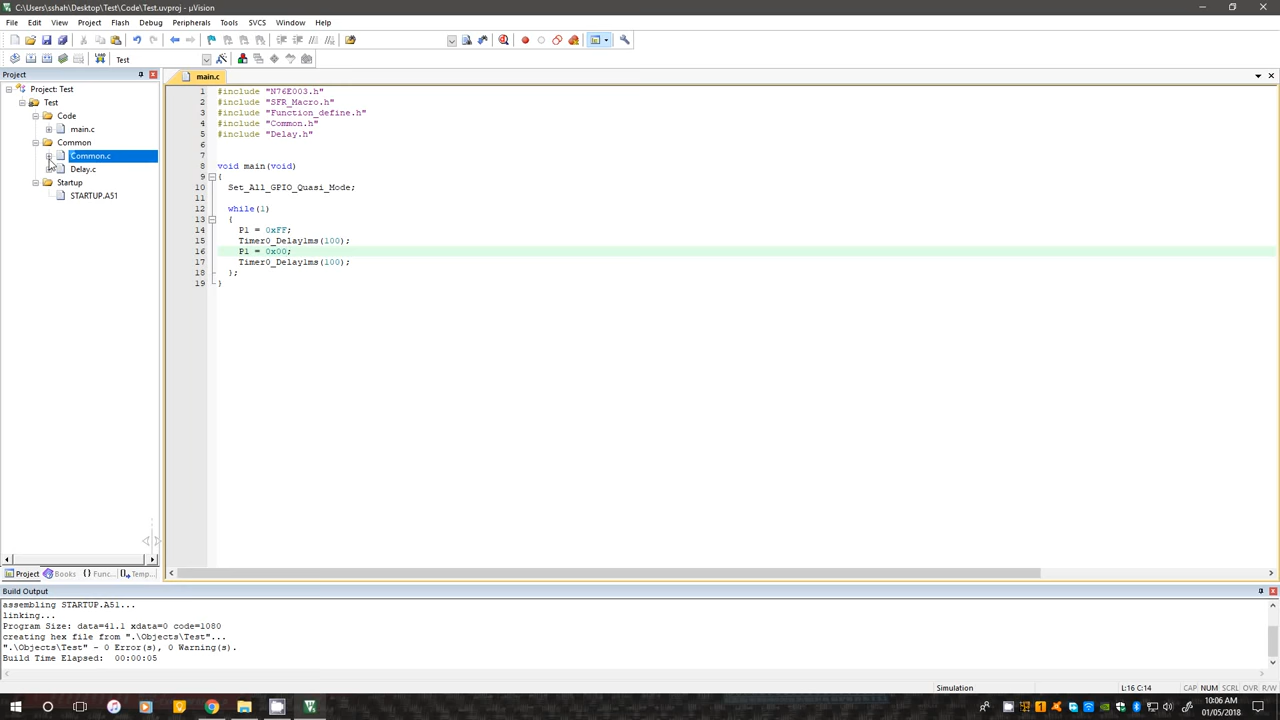 C:\Users\sshah\Desktop\Test\Code\Test.uvproj - µVision
File Edit View Project Flash Debug Peripherals Tools SVCS Window Help
Test
Project
main.c
Project: Test
Test
Code
main.c
Common
Common.c
Delay.c
Startup
STARTUP.A51
1 #include "N76E003.h"
2 #include "SFR_Macro.h"
3 #include "Function_define.h"
4 #include "Common.h"
5 #include "Delay.h"
6
7
8 void main(void)
9 {
10 Set_All_GPIO_Quasi_Mode;
11
12 while(1)
13 {
14 P1 = 0xFF;
15 Timer0_Delay1ms(100);
16 P1 = 0x00;
17 Timer0_Delay1ms(100);
18 };
19 }
Project Books {} Func... Temp...
Build Output
assembling STARTUP.A51...
linking...
Program Size: data=41.1 xdata=0 code=1080
creating hex file from ".\Objects\Test"...
".\Objects\Test" - 0 Error(s), 0 Warning(s).
Build Time Elapsed: 00:00:05
Simulation L:16 C:14 CAP NUM SCRL OVR R/W
10:06 AM
01/05/2018